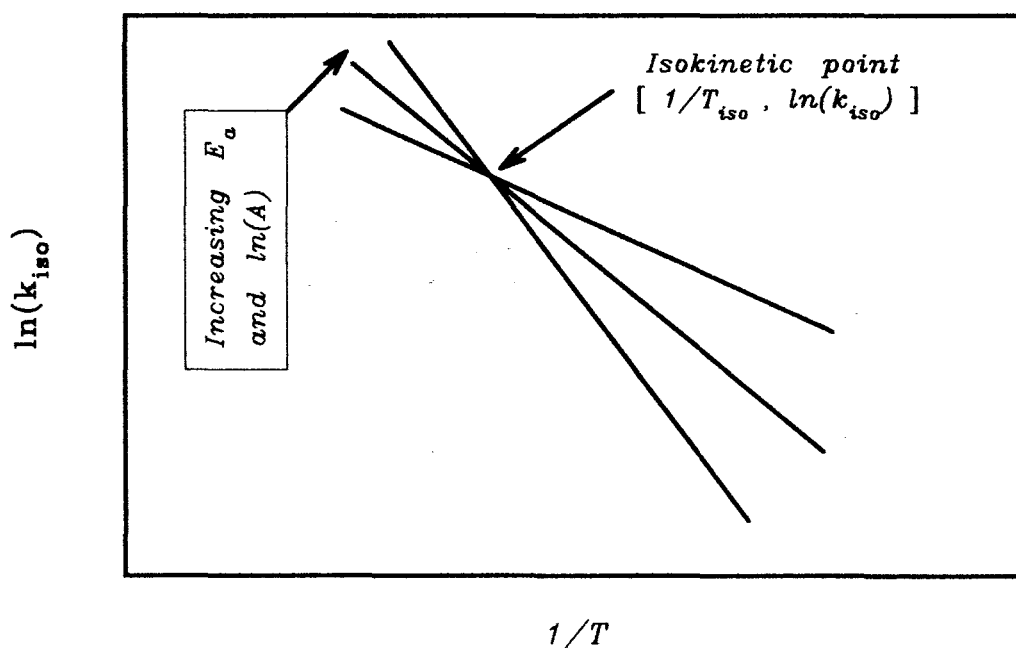 Isokinetic point
[ 1/T_iso , ln(k_iso) ]
Increasing E_a
and ln(A)
ln(k_iso)
1/T